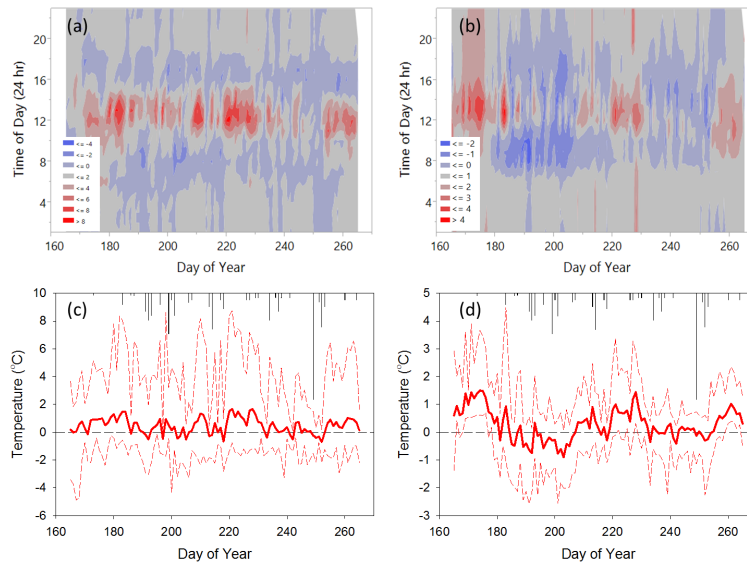 (a)
Time of Day (24 hr)
20
16
12
8
4
<= -4
<= -2
<= 0
<= 2
<= 4
<= 6
<= 8
> 8
160 180 200 220 240 260
Day of Year
(b)
Time of Day (24 hr)
20
16
12
8
4
<= -2
<= -1
<= 0
<= 1
<= 2
<= 3
<= 4
> 4
160 180 200 220 240 260
Day of Year
(c)
Temperature (°C)
10
8
6
4
2
0
-2
-4
-6
160 180 200 220 240 260
Day of Year
(d)
Temperature (°C)
5
4
3
2
1
0
-1
-2
-3
160 180 200 220 240 260
Day of Year